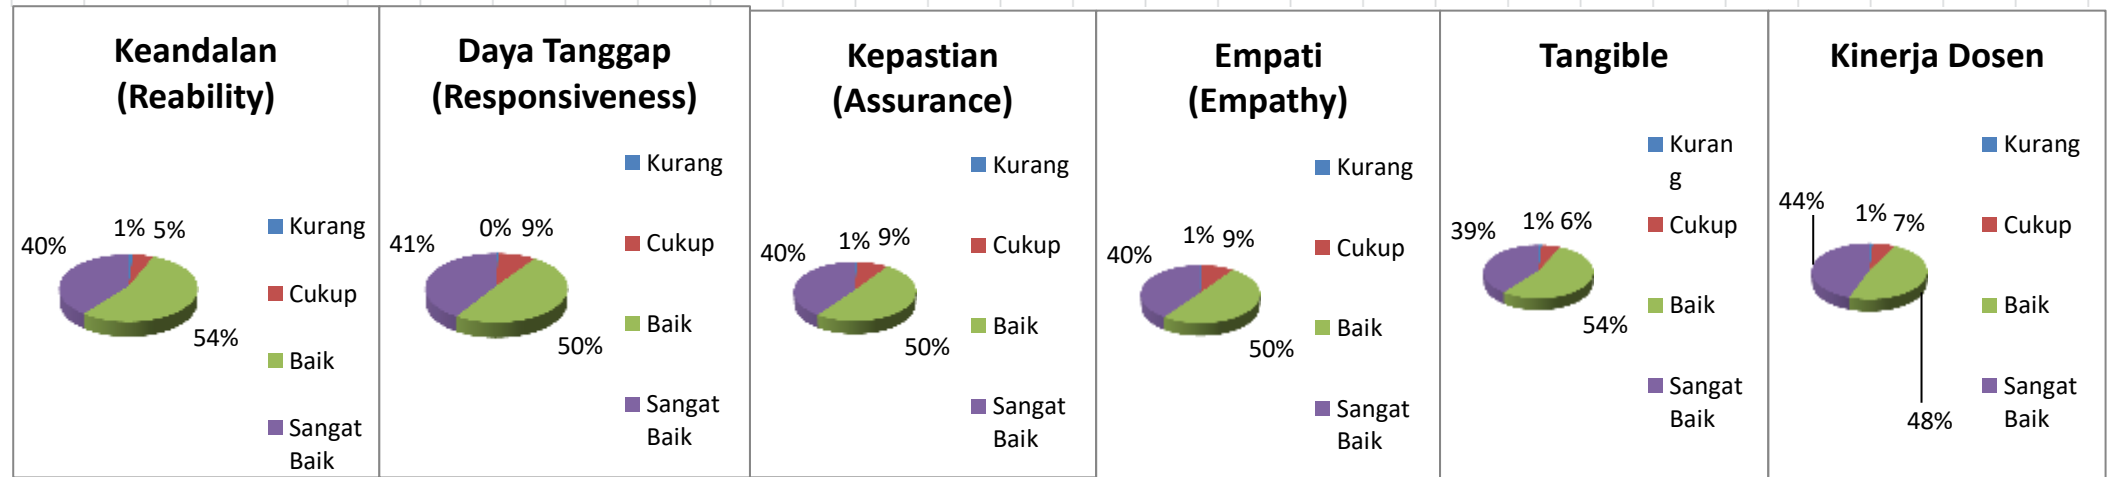 Keandalan
(Reability)
40%
1%
5%
54%
Kurang
Cukup
Baik
Sangat
Baik
Daya Tanggap
(Responsiveness)
41%
0%
9%
50%
Kurang
Cukup
Baik
Sangat
Baik
Kepastian
(Assurance)
40%
1%
9%
50%
Kurang
Cukup
Baik
Sangat
Baik
Empati
(Empathy)
40%
1%
9%
50%
Kurang
Cukup
Baik
Sangat
Baik
Tangible
39%
1%
6%
54%
Kuran
g
Cukup
Baik
Sangat
Baik
Kinerja Dosen
44%
1%
7%
48%
Kurang
Cukup
Baik
Sangat
Baik